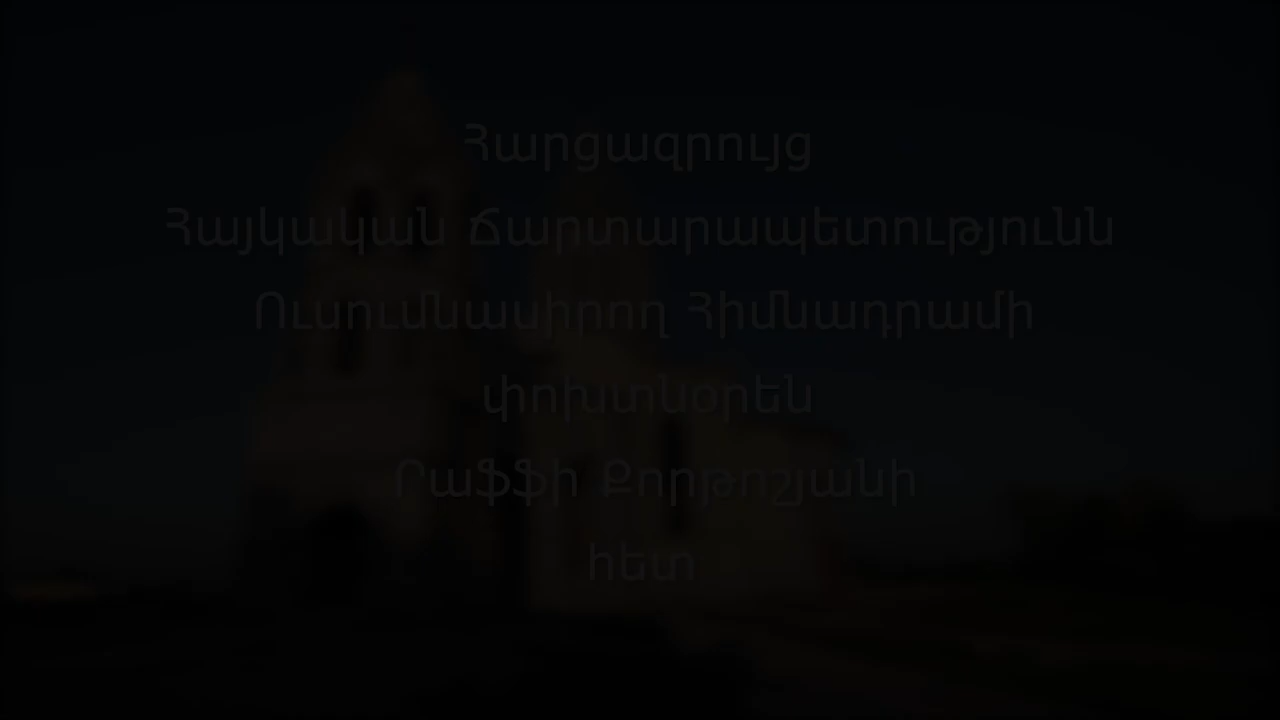 Հարցազրույց
Հայկական Ճարտարապետությունն
Ուսումնասիրող Հիմնադրամի
փոխտնօրեն
Րաֆֆի Քորթոշյանի
հետ